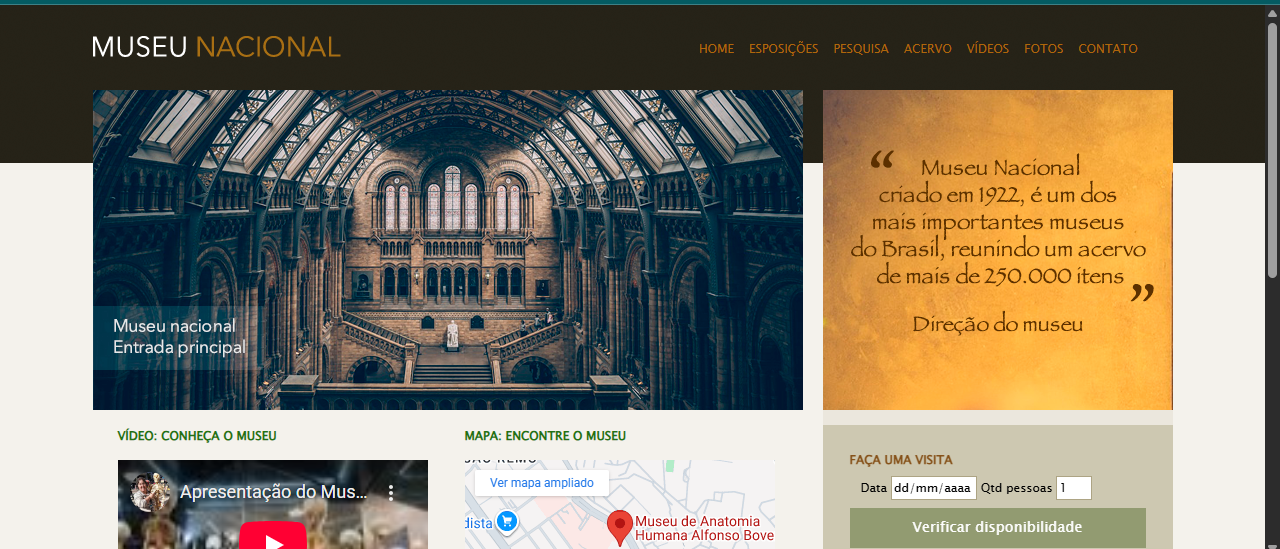 MUSEU NACIONAL
HOME EXPOSIÇÕES PESQUISA ACERVO VÍDEOS FOTOS CONTATO
Museu nacional
Entrada principal
“ Museu Nacional
criado em 1922, é um dos
mais importantes museus
do Brasil, reunindo um acervo
de mais de 250.000 ítens ”
Direção do museu
VÍDEO: CONHEÇA O MUSEU
Apresentação do Mus...
MAPA: ENCONTRE O MUSEU
Ver mapa ampliado
dista
Museu de Anatomia
Humana Alfonso Bove
FAÇA UMA VISITA
Data dd/mm/aaaa Qtd pessoas 1
Verificar disponibilidade